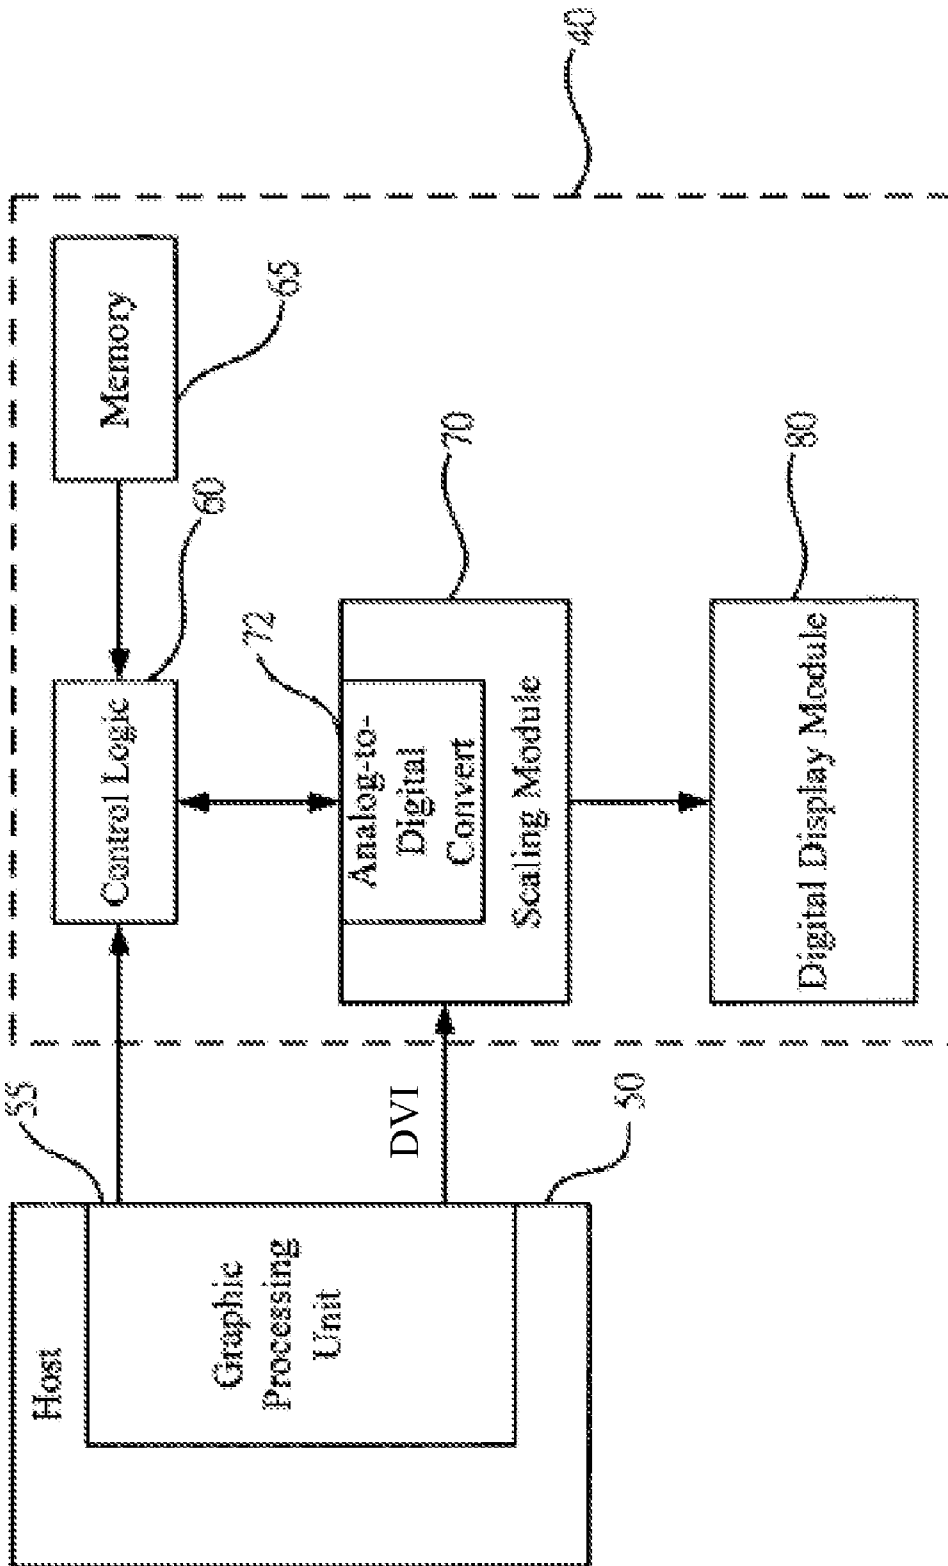 40
Host
Graphic
Processing
Unit
55
50
DVI
Control Logic
60
Memory
65
72
Analog-to-
Digital
Convert
Scaling Module
70
Digital Display Module
80